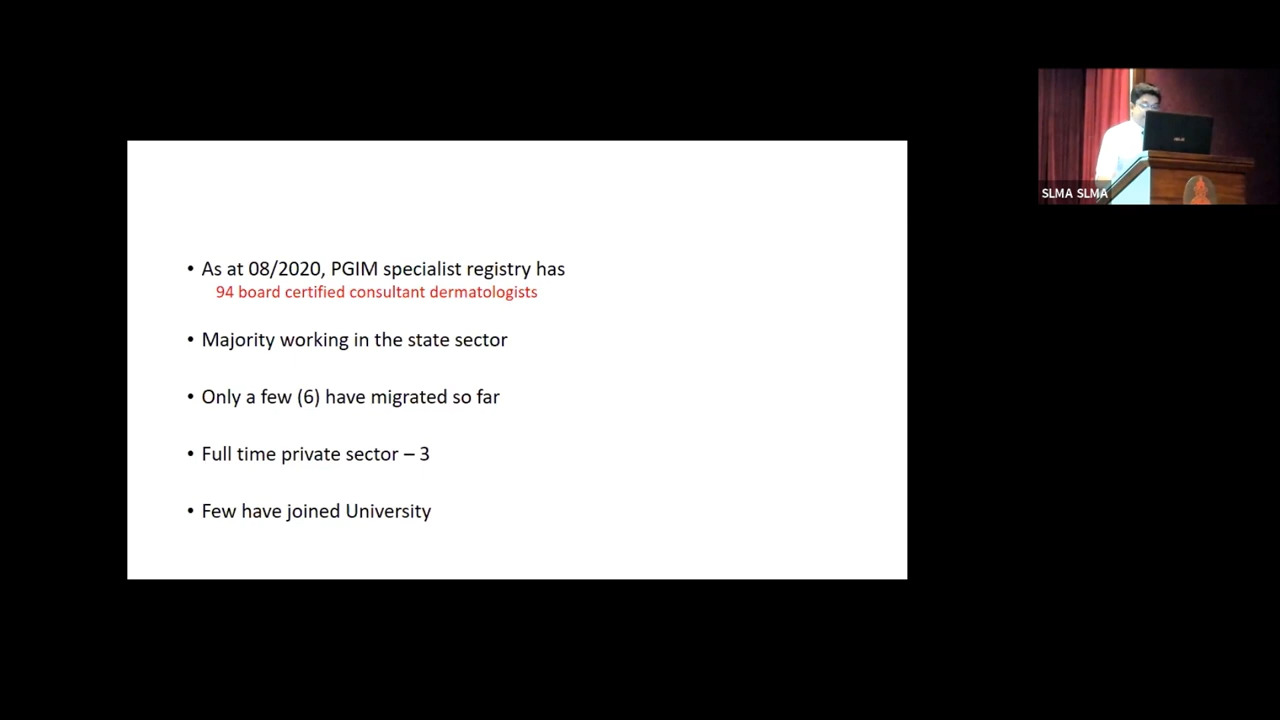 • As at 08/2020, PGIM specialist registry has
94 board certified consultant dermatologists
• Majority working in the state sector
• Only a few (6) have migrated so far
• Full time private sector – 3
• Few have joined University
SLMA SLMA